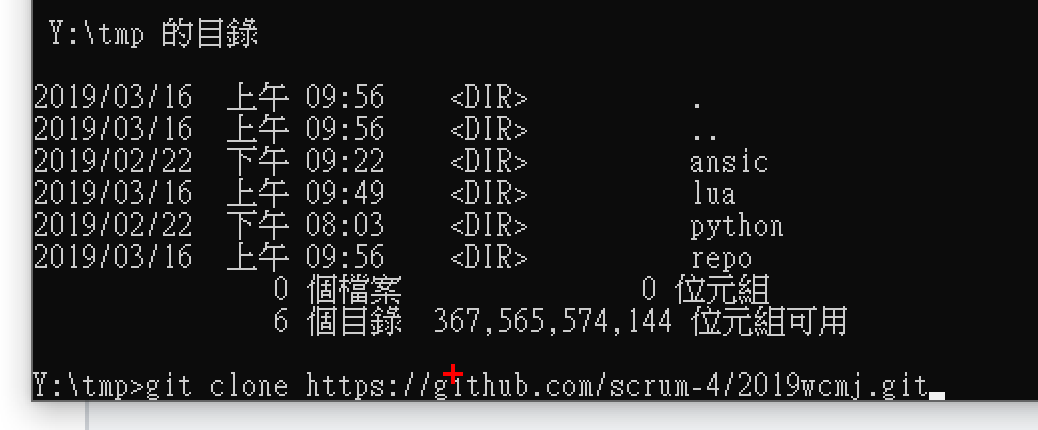 Y:\tmp 的目錄
2019/03/16 上午 09:56 <DIR> .
2019/03/16 上午 09:56 <DIR> ..
2019/02/22 下午 09:22 <DIR> ansic
2019/03/16 上午 09:49 <DIR> lua
2019/02/22 下午 08:03 <DIR> python
2019/03/16 上午 09:56 <DIR> repo
0 個檔案 0 位元組
6 個目錄 367,565,574,144 位元組可用
Y:\tmp>git clone https://github.com/scrum-4/2019wcmj.git